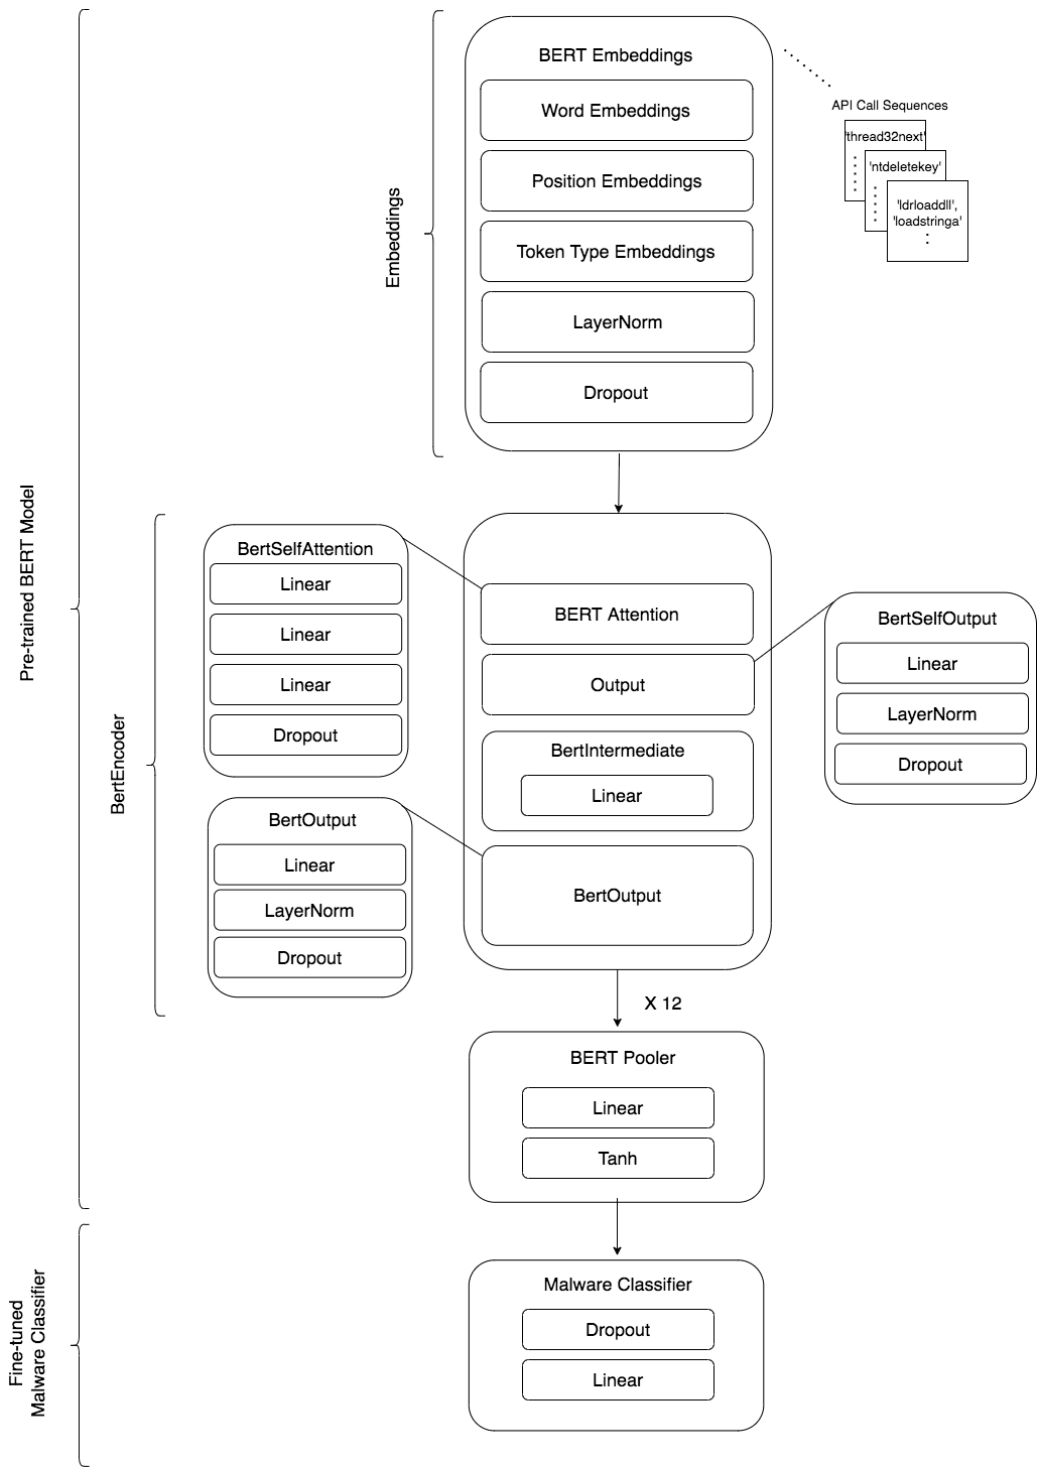 BERT Embeddings
Word Embeddings
Position Embeddings
Token Type Embeddings
LayerNorm
Dropout
API Call Sequences
'thread32next'
'ntdeletekey'
'ldrloaddll',
'loadstringa'
Embeddings
Pre-trained BERT Model
BertEncoder
BertSelfAttention
Linear
Linear
Linear
Dropout
BERT Attention
Output
BertIntermediate
Linear
BertOutput
BertSelfOutput
Linear
LayerNorm
Dropout
BertOutput
Linear
LayerNorm
Dropout
X 12
BERT Pooler
Linear
Tanh
Fine-tuned
Malware Classifier
Malware Classifier
Dropout
Linear